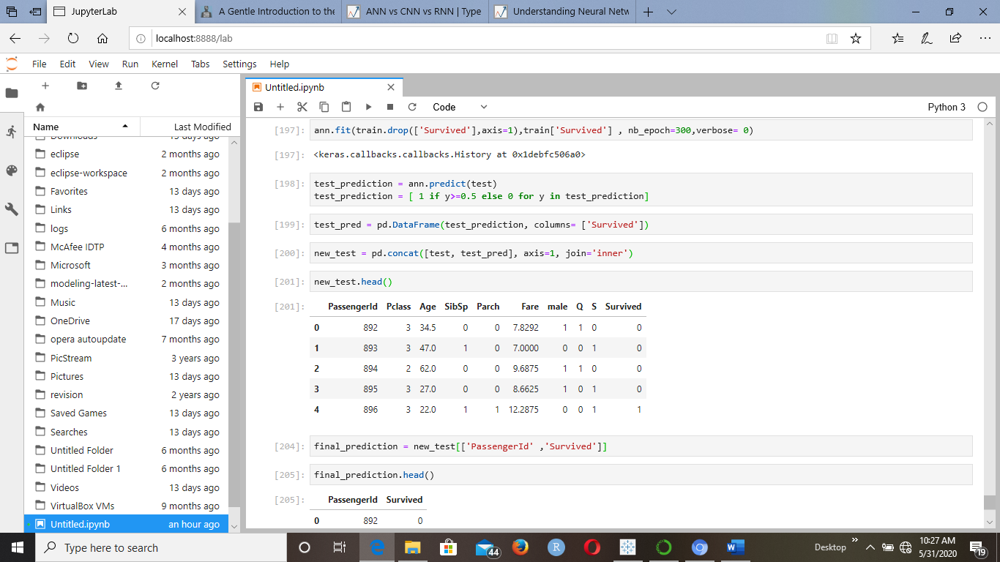 JupyterLab
A Gentle Introduction to the
ANN vs CNN vs RNN | Type
Understanding Neural Netw
localhost:8888/lab
File Edit View Run Kernel Tabs Settings Help
Name Last Modified
Downloads 13 days ago
eclipse 2 months ago
eclipse-workspace 2 months ago
Favorites 13 days ago
Links 13 days ago
logs 6 months ago
McAfee IDTP 4 months ago
Microsoft 3 months ago
modeling-latest-... 2 months ago
Music 13 days ago
OneDrive 17 days ago
opera autoupdate 7 months ago
PicStream 3 years ago
Pictures 13 days ago
revision 2 years ago
Saved Games 13 days ago
Searches 13 days ago
Untitled Folder 6 months ago
Untitled Folder 1 6 months ago
Videos 13 days ago
VirtualBox VMs 9 months ago
Untitled.ipynb an hour ago
Untitled.ipynb
Code
Python 3
[197]: ann.fit(train.drop(['Survived'],axis=1),train['Survived'] , nb_epoch=300,verbose= 0)
[197]: <keras.callbacks.callbacks.History at 0x1debfc506a0>
[198]: test_prediction = ann.predict(test)
test_prediction = [ 1 if y>=0.5 else 0 for y in test_prediction]
[199]: test_pred = pd.DataFrame(test_prediction, columns= ['Survived'])
[200]: new_test = pd.concat([test, test_pred], axis=1, join='inner')
[201]: new_test.head()
[201]: PassengerId Pclass Age SibSp Parch Fare male Q S Survived
0 892 3 34.5 0 0 7.8292 1 1 0 0
1 893 3 47.0 1 0 7.0000 0 0 1 0
2 894 2 62.0 0 0 9.6875 1 1 0 0
3 895 3 27.0 0 0 8.6625 1 0 1 0
4 896 3 22.0 1 1 12.2875 0 0 1 1
[204]: final_prediction = new_test[['PassengerId' ,'Survived']]
[205]: final_prediction.head()
[205]: PassengerId Survived
0 892 0
Type here to search
44
R
W
Desktop
10:27 AM
5/31/2020
19